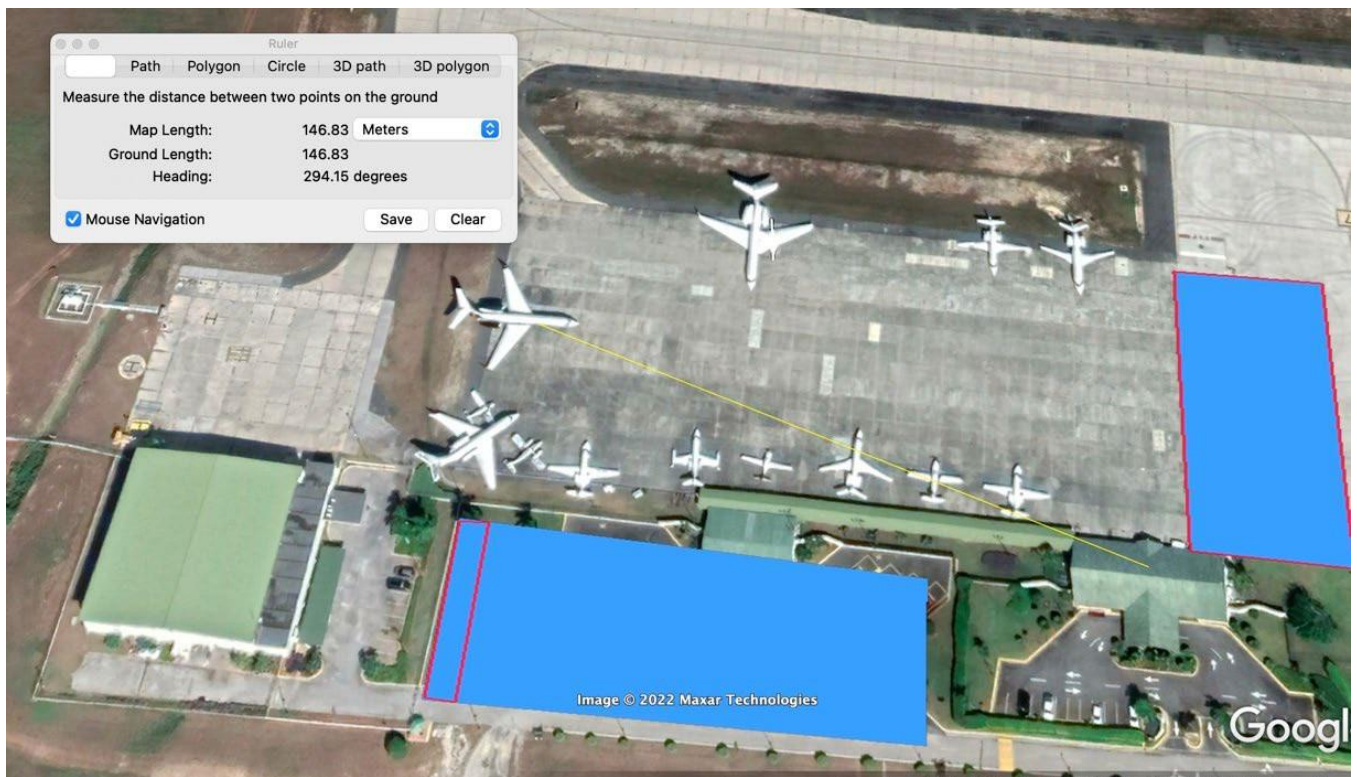 Ruler
Path Polygon Circle 3D path 3D polygon
Measure the distance between two points on the ground
Map Length: 146.83 Meters
Ground Length: 146.83
Heading: 294.15 degrees
Mouse Navigation Save Clear
H
Image © 2022 Maxar Technologies
Google